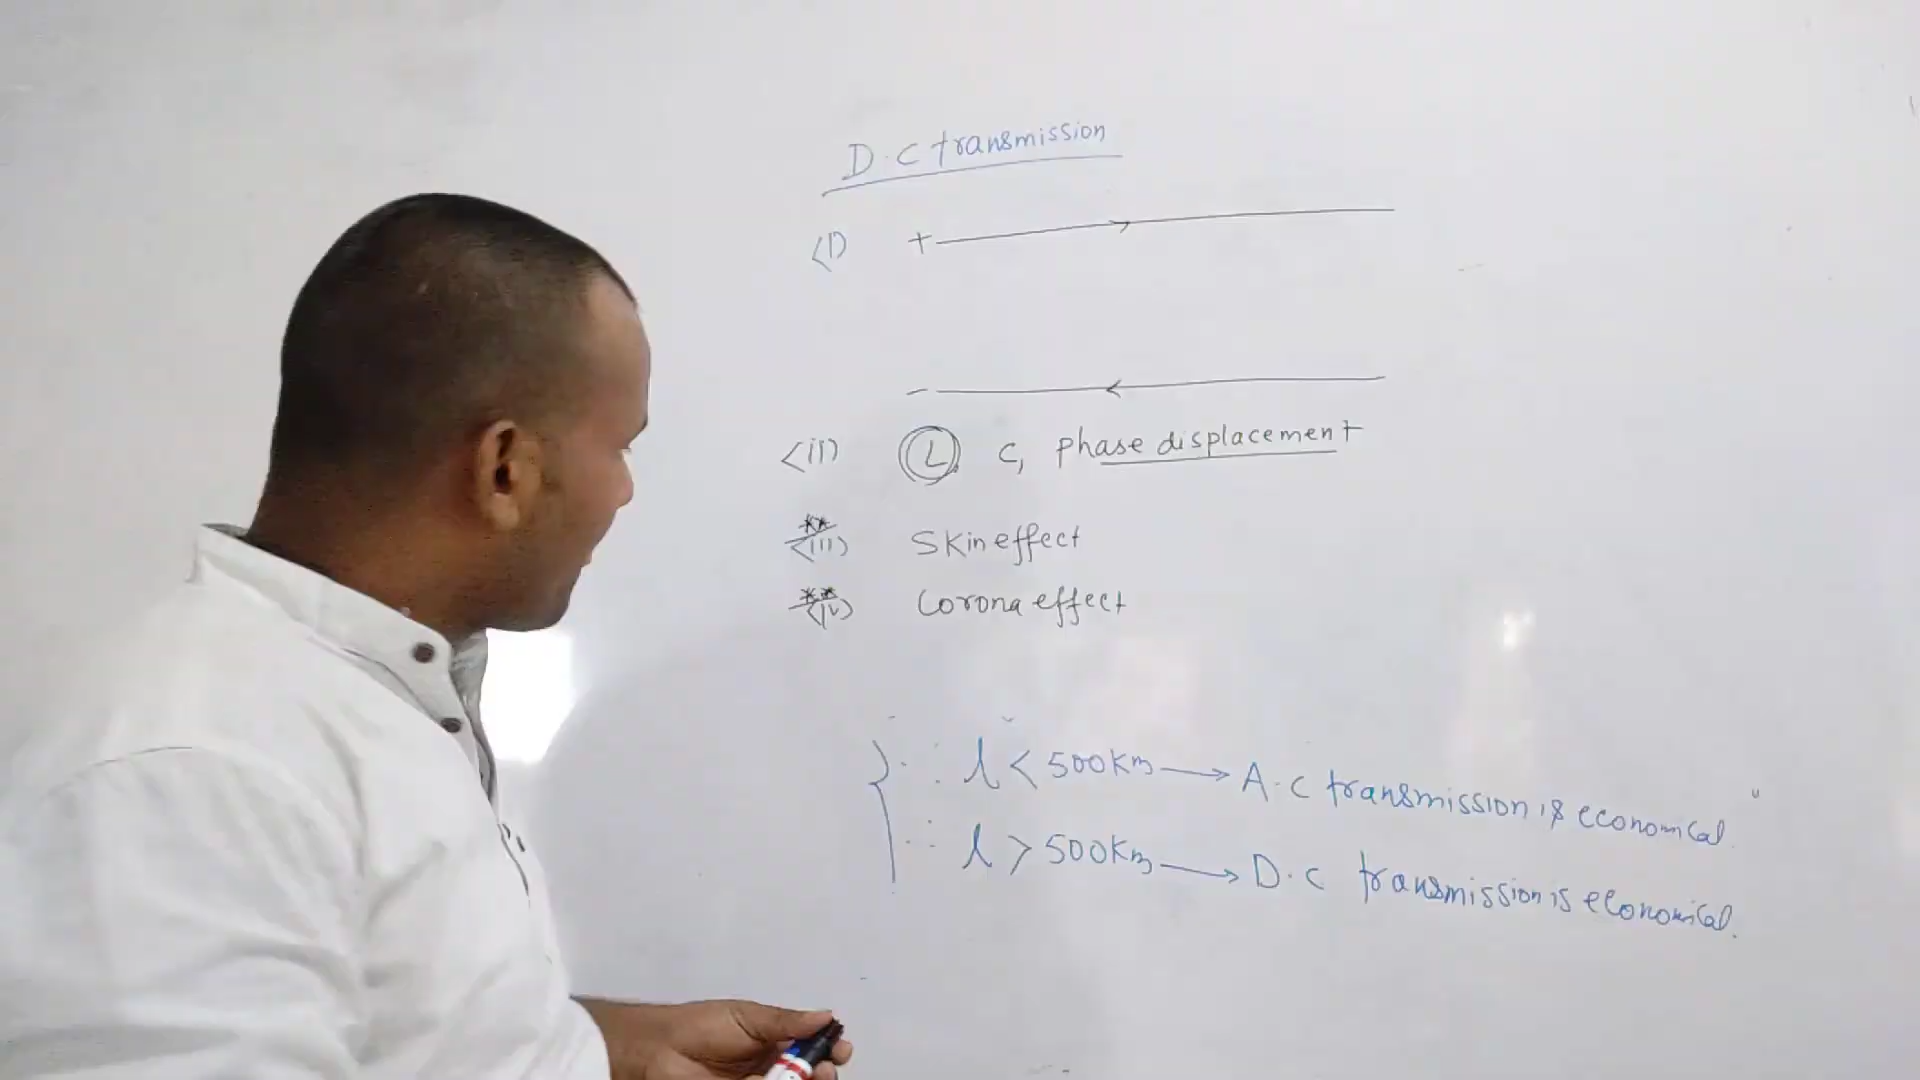 D.C transmission
<I> +
-
<II> L C, phase displacement
** <III> Skin effect
** <IV> Corona effect
∴ l < 500Km → A.C transmission is economical "
∴ l > 500Km → D.C transmission is economical.